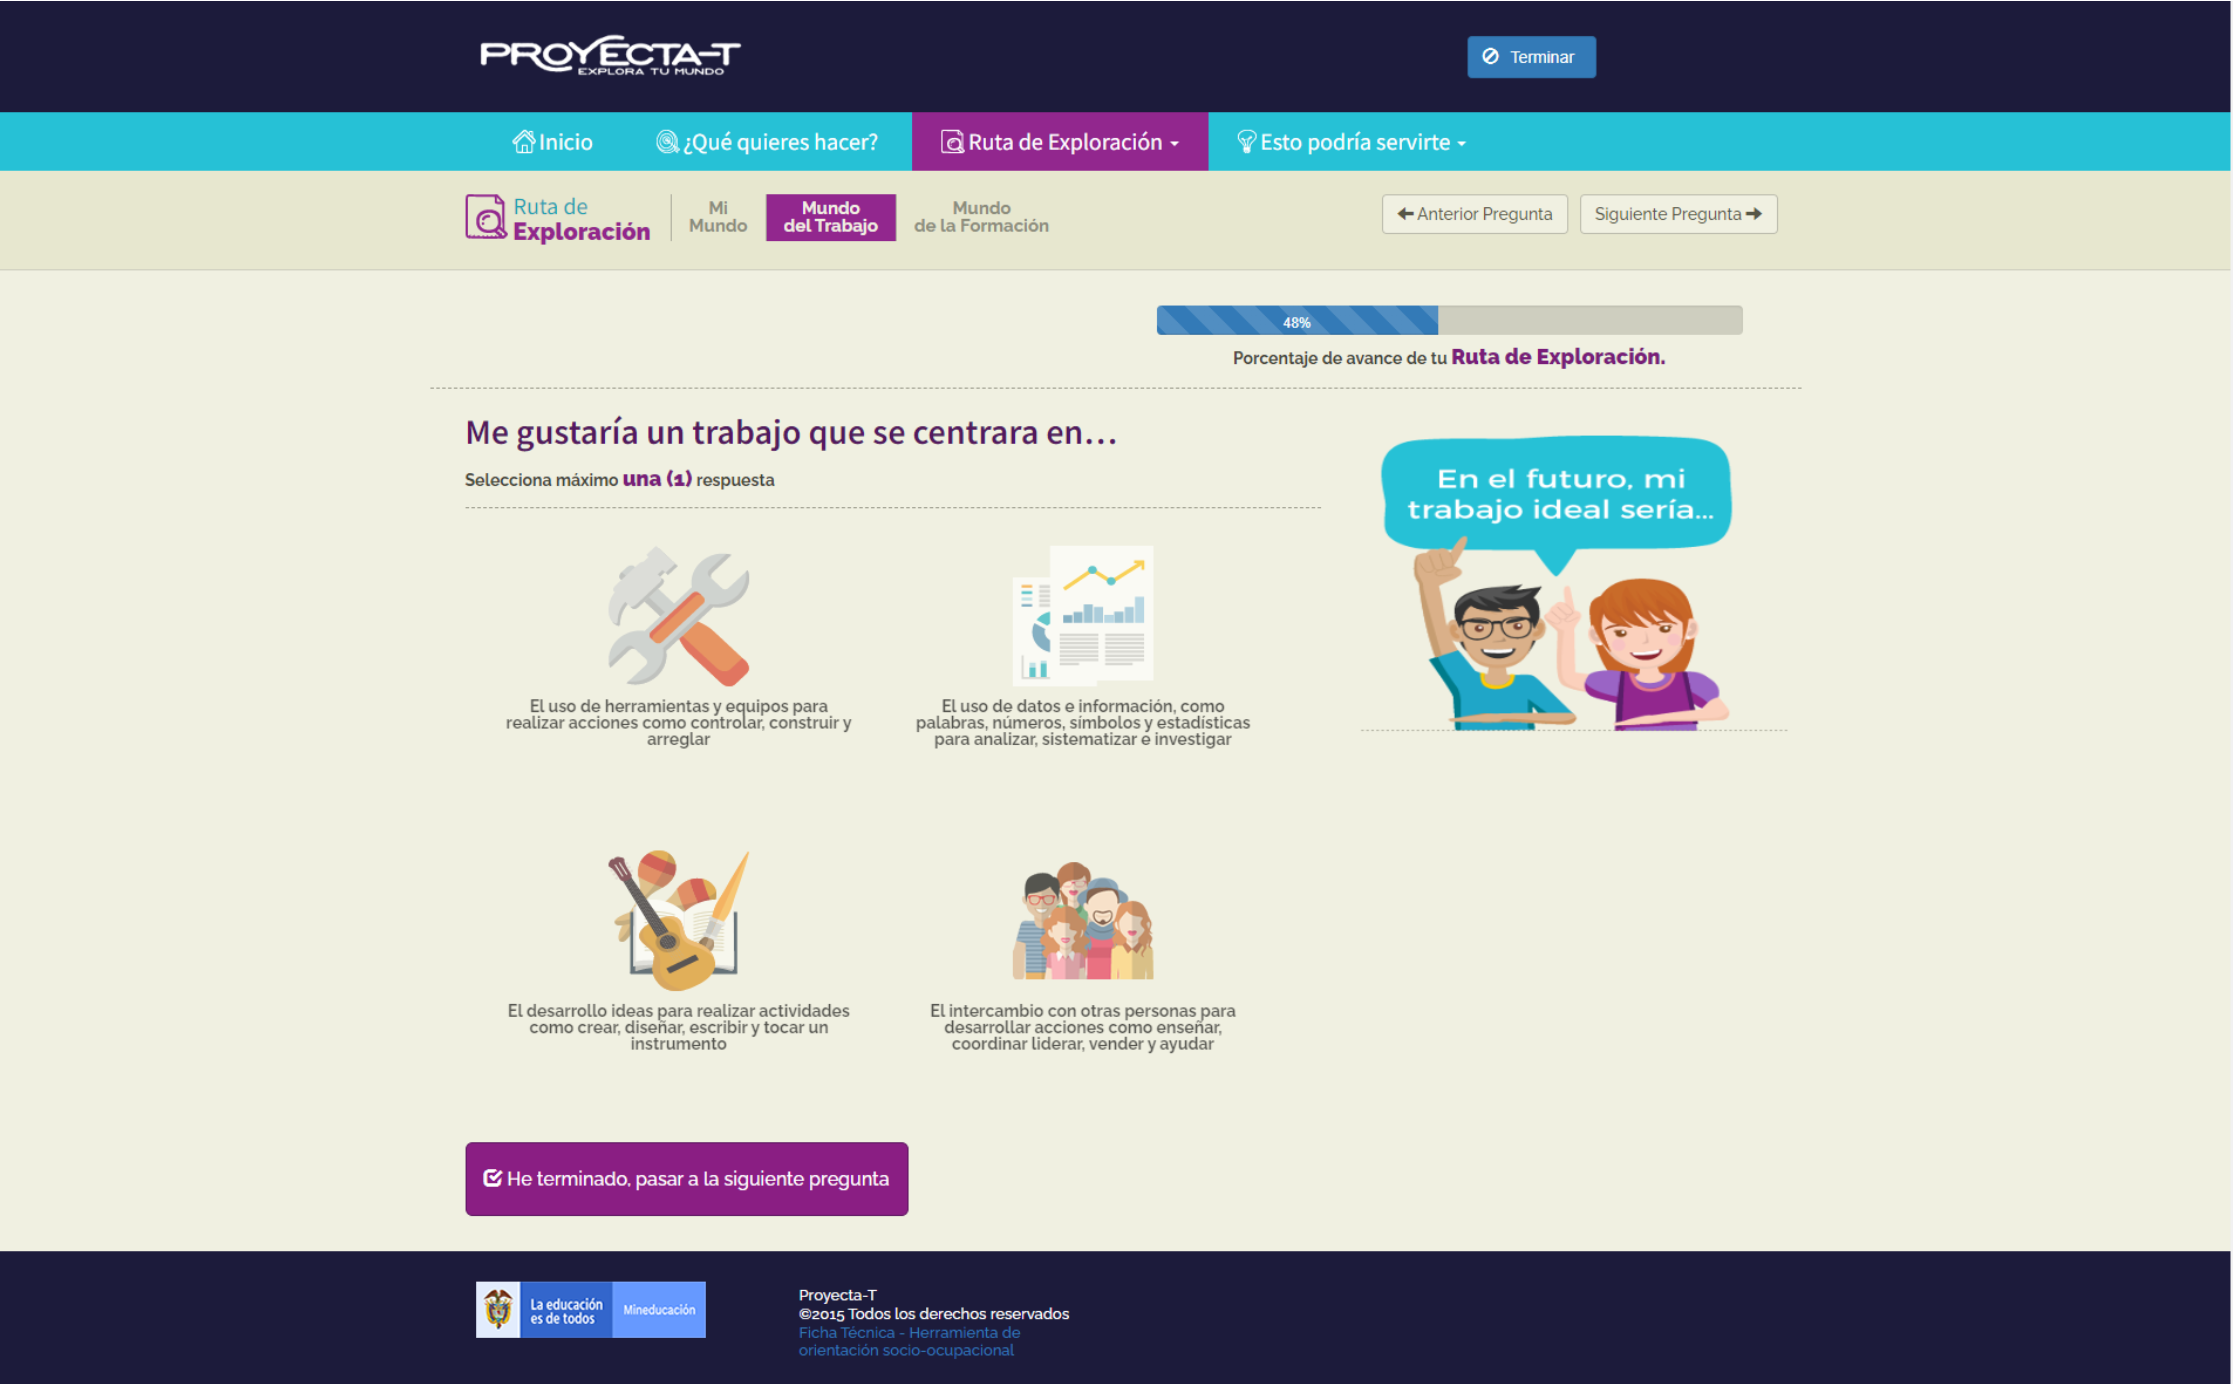 PROYECTA-T
EXPLORA TU MUNDO
Terminar
Inicio
¿Qué quieres hacer?
Ruta de Exploración
Esto podría servirte
Ruta de
Exploración
Mi
Mundo
Mundo
del Trabajo
Mundo
de la Formación
Anterior Pregunta
Siguiente Pregunta
48%
Porcentaje de avance de tu Ruta de Exploración.
Me gustaría un trabajo que se centrara en...
Selecciona máximo una (1) respuesta
En el futuro, mi
trabajo ideal sería...
El uso de herramientas y equipos para
realizar acciones como controlar, construir y
arreglar
El uso de datos e información, como
palabras, números, símbolos y estadísticas
para analizar, sistematizar e investigar
El desarrollo ideas para realizar actividades
como crear, diseñar, escribir y tocar un
instrumento
El intercambio con otras personas para
desarrollar acciones como enseñar,
coordinar liderar, vender y ayudar
He terminado, pasar a la siguiente pregunta
La educación
es de todos
Mineducación
Proyecta-T
©2015 Todos los derechos reservados
Ficha Técnica - Herramienta de
orientación socio-ocupacional